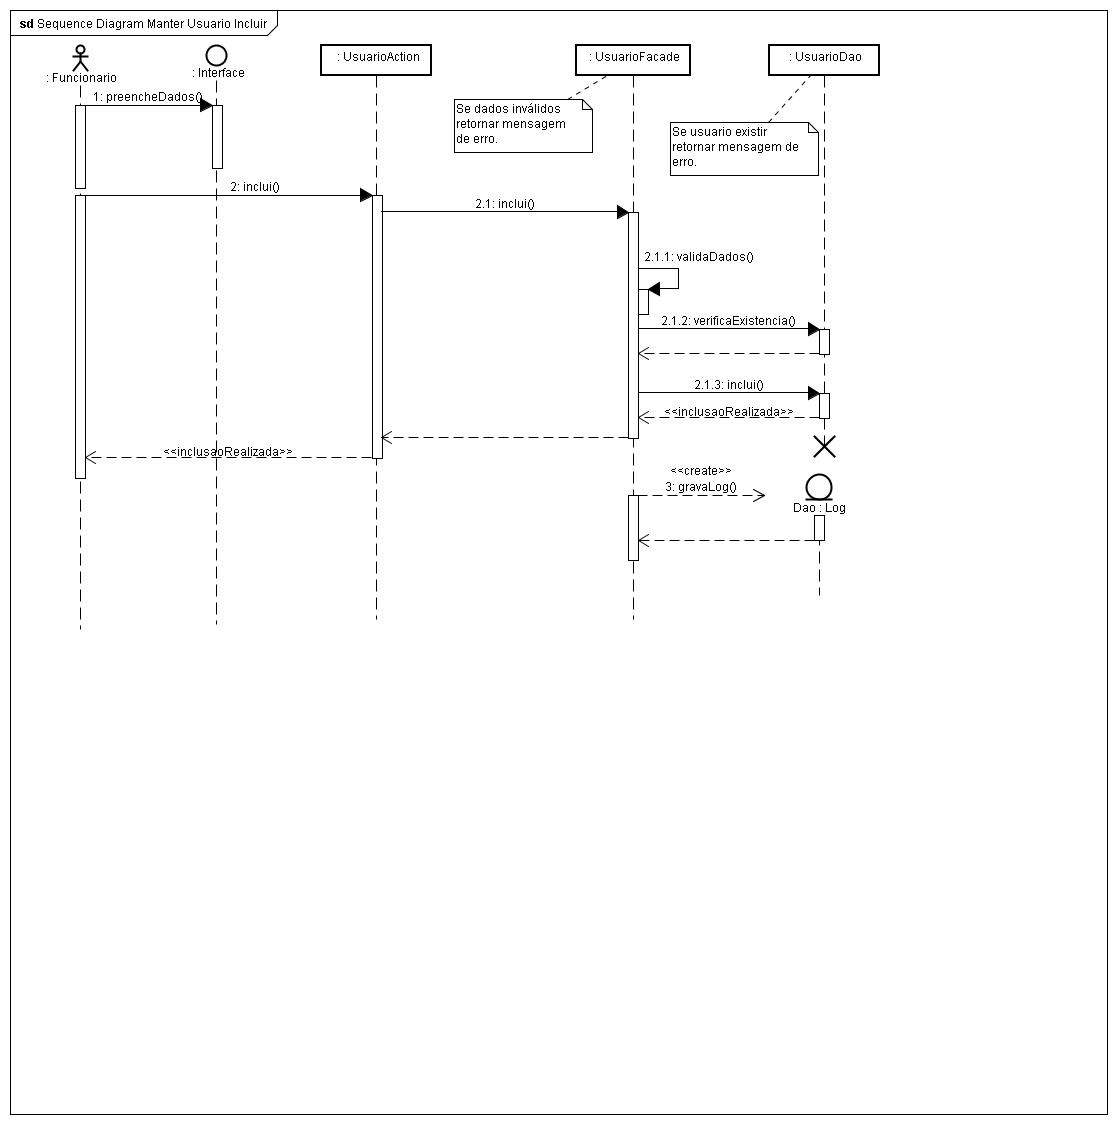 sd Sequence Diagram Manter Usuario Incluir
: Funcionario
: Interface
: UsuarioAction
: UsuarioFacade
: UsuarioDao
1: preencheDados()
Se dados inválidos
retornar mensagem
de erro.
Se usuario existir
retornar mensagem de
erro.
2: inclui()
2.1: inclui()
2.1.1: validaDados()
2.1.2: verificaExistencia()
2.1.3: inclui()
<<inclusaoRealizada>>
<<inclusaoRealizada>>
<<create>>
3: gravaLog()
Dao : Log